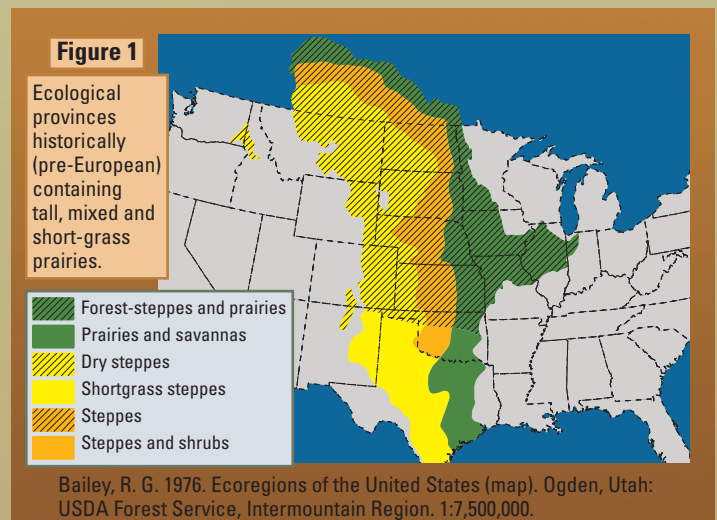 Figure 1
Ecological
provinces
historically
(pre-European)
containing
tall, mixed and
short-grass
prairies.
Forest-steppes and prairies
Prairies and savannas
Dry steppes
Shortgrass steppes
Steppes
Steppes and shrubs
Bailey, R. G. 1976. Ecoregions of the United States (map). Ogden, Utah:
USDA Forest Service, Intermountain Region. 1:7,500,000.